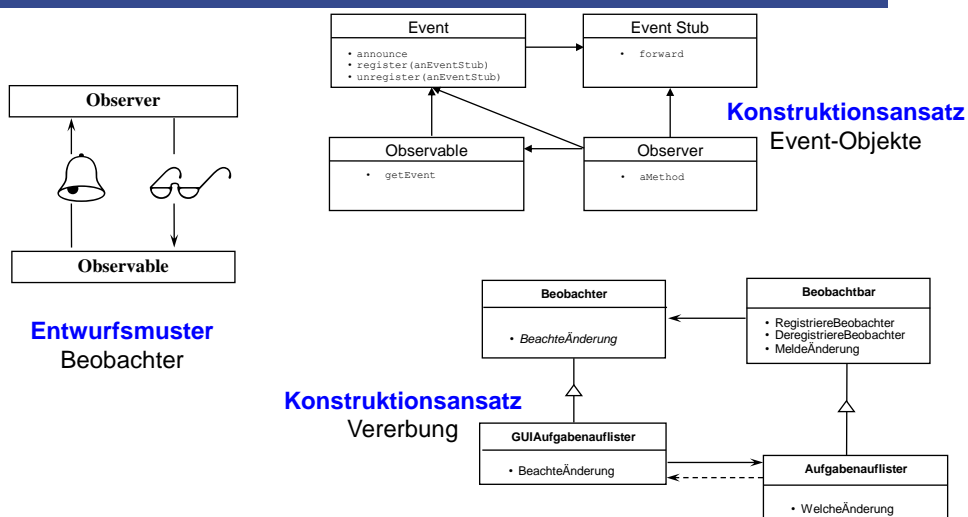 Event
• announce
• register(anEventStub)
• unregister(anEventStub)
Event Stub
• forward
Observer
Konstruktionsansatz
Event-Objekte
Observable
• getEvent
Observer
• aMethod
Observable
Entwurfsmuster
Beobachter
Beobachter
• BeachteÄnderung
Beobachtbar
• RegistriereBeobachter
• DeregistriereBeobachter
• MeldeÄnderung
Konstruktionsansatz
Vererbung
GUIAufgabenauflister
• BeachteÄnderung
Aufgabenauflister
• WelcheÄnderung